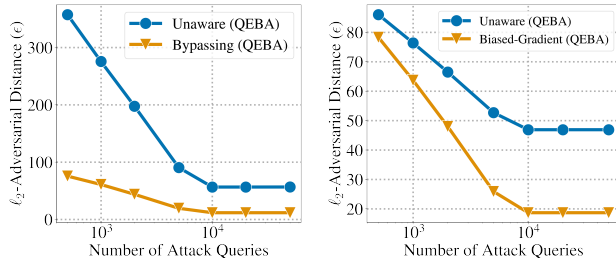 ℓ₂-Adversarial Distance (ϵ)
300
200
100
0
10³
10⁴
Number of Attack Queries
Unaware (QEBA)
Bypassing (QEBA)
ℓ₂-Adversarial Distance (ϵ)
80
70
60
50
40
30
20
10³
10⁴
Number of Attack Queries
Unaware (QEBA)
Biased-Gradient (QEBA)